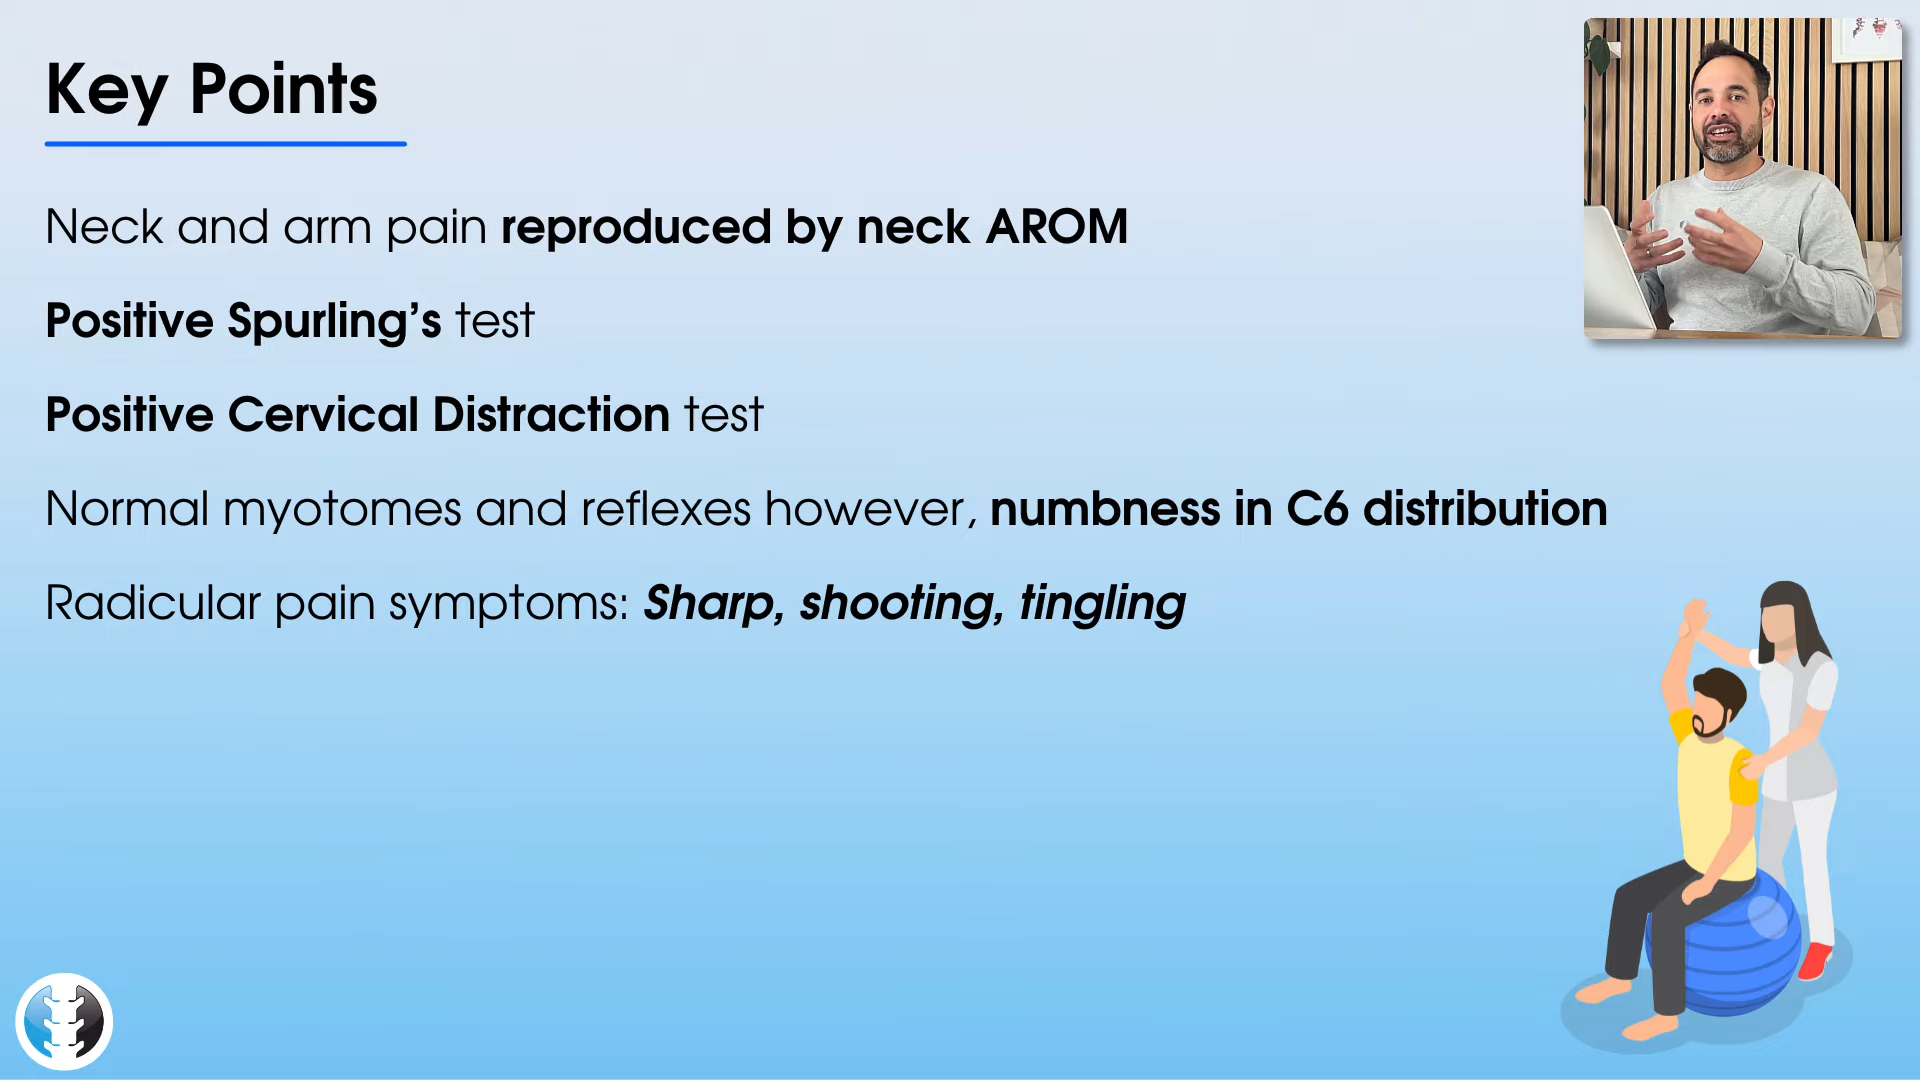 Key Points
Neck and arm pain reproduced by neck AROM
Positive Spurling’s test
Positive Cervical Distraction test
Normal myotomes and reflexes however, numbness in C6 distribution
Radicular pain symptoms: Sharp, shooting, tingling